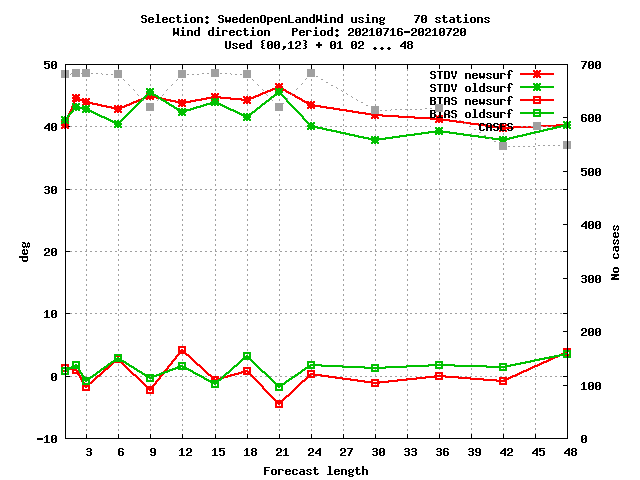 Selection: SwedenOpenLandWind using    70 stations
Wind direction   Period: 20210716-20210720
Used {00,12} + 01 02 ... 48
50
40
30
20
10
0
-10
deg
700
600
500
400
300
200
100
0
No cases
STDV newsurf
STDV oldsurf
BIAS newsurf
BIAS oldsurf
CASES
3 6 9 12 15 18 21 24 27 30 33 36 39 42 45 48
Forecast length